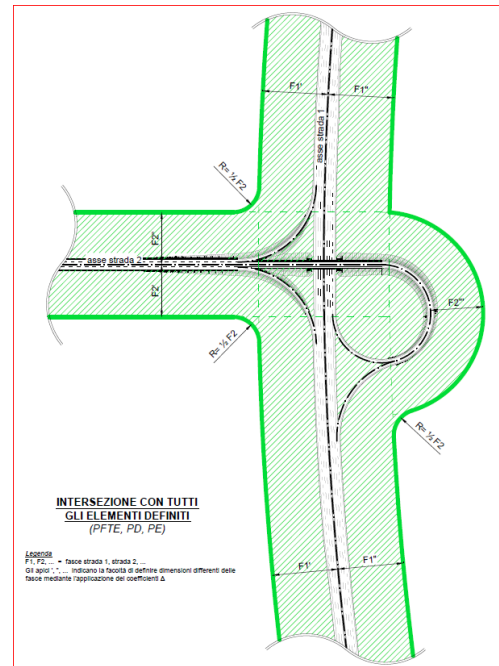 F1' F1"
asse strada 1
R= ½ F2
F2"
asse strada 2
F2'
F2'''
R= ½ F2
R= ½ F2
INTERSEZIONE CON TUTTI
GLI ELEMENTI DEFINITI
(PFTE, PD, PE)
Legenda
F1, F2, ... = fasce strada 1, strada 2, ...
Gli apici ', ", ... indicano la facoltà di definire dimensioni differenti delle
fasce mediante l'applicazione dei coefficienti Δ
F1' F1"